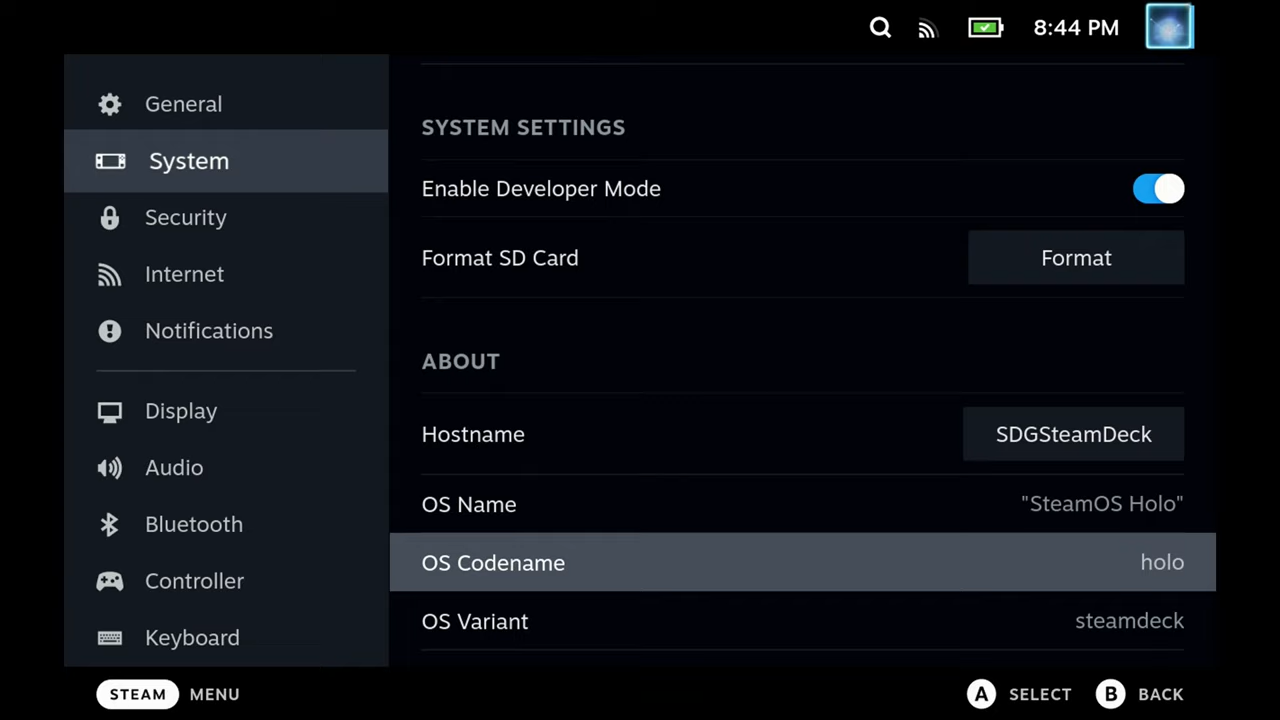 8:44 PM
General
System
Security
Internet
Notifications
Display
Audio
Bluetooth
Controller
Keyboard
SYSTEM SETTINGS
Enable Developer Mode
Format SD Card Format
ABOUT
Hostname SDGSteamDeck
OS Name "SteamOS Holo"
OS Codename holo
OS Variant steamdeck
STEAM MENU A SELECT B BACK